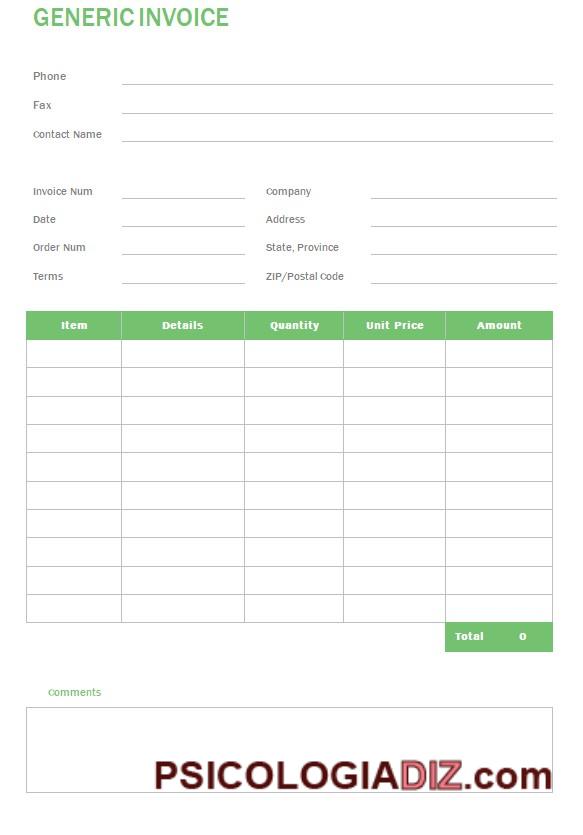 GENERIC INVOICE
Phone
Fax
Contact Name
Invoice Num Company
Date Address
Order Num State, Province
Terms ZIP/Postal Code
Item Details Quantity Unit Price Amount
Total 0
Comments
PSICOLOGIADIZ.com